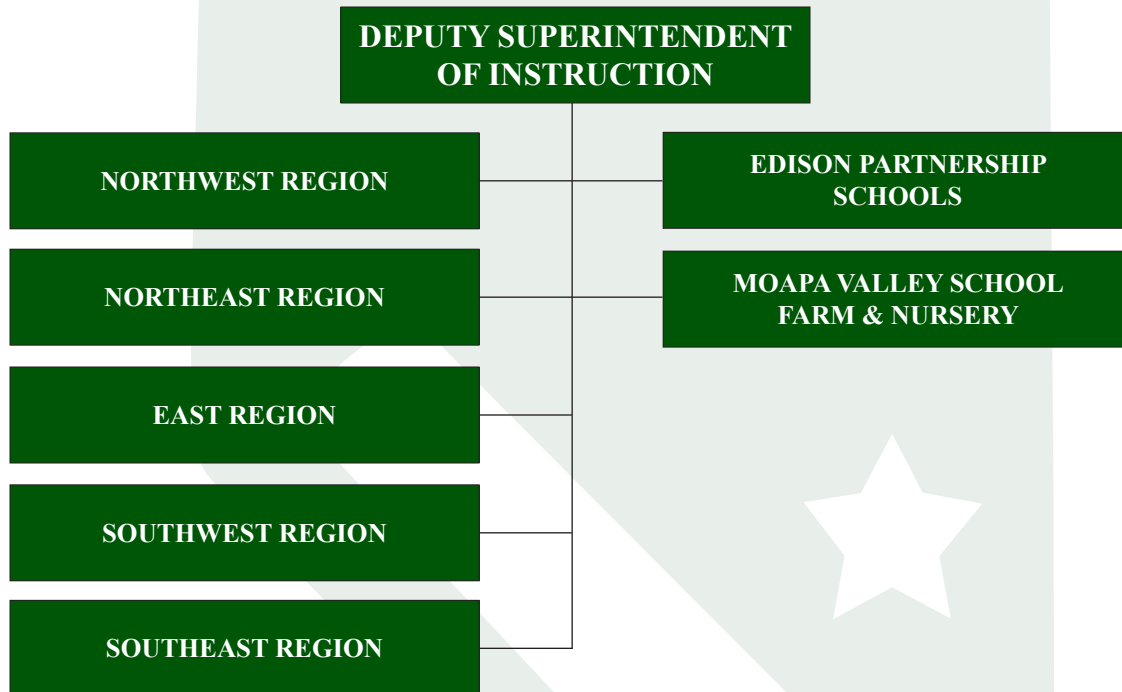 DEPUTY SUPERINTENDENT
OF INSTRUCTION
NORTHWEST REGION
EDISON PARTNERSHIP
SCHOOLS
NORTHEAST REGION
MOAPA VALLEY SCHOOL
FARM & NURSERY
EAST REGION
SOUTHWEST REGION
SOUTHEAST REGION